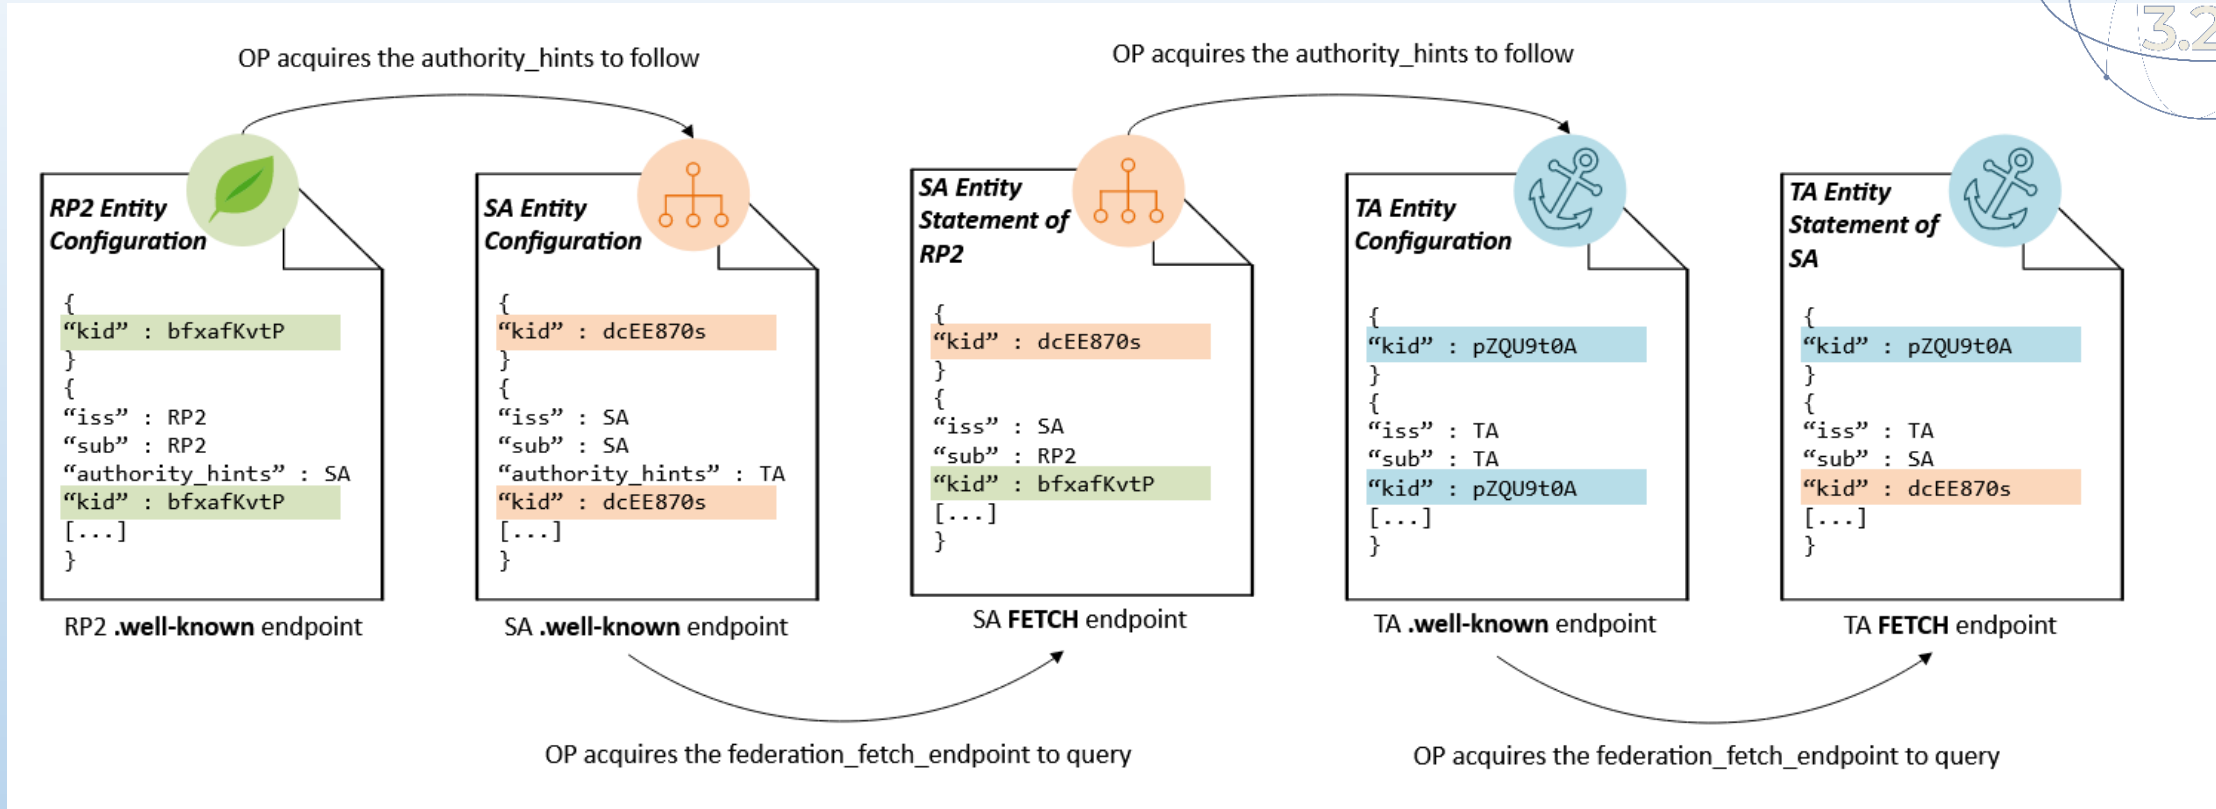 3.2
OP acquires the authority_hints to follow
OP acquires the authority_hints to follow
RP2 Entity
Configuration
{
“kid” : bfxafKvtP
}
{
“iss” : RP2
“sub” : RP2
“authority_hints” : SA
“kid” : bfxafKvtP
[...]
}
RP2 .well-known endpoint
SA Entity
Configuration
{
“kid” : dcEE870s
}
{
“iss” : SA
“sub” : SA
“authority_hints” : TA
“kid” : dcEE870s
[...]
}
SA .well-known endpoint
SA Entity
Statement of
RP2
{
“kid” : dcEE870s
}
{
“iss” : SA
“sub” : RP2
“kid” : bfxafKvtP
[...]
}
SA FETCH endpoint
TA Entity
Configuration
{
“kid” : pZQU9t0A
}
{
“iss” : TA
“sub” : TA
“kid” : pZQU9t0A
[...]
}
TA .well-known endpoint
TA Entity
Statement of
SA
{
“kid” : pZQU9t0A
}
{
“iss” : TA
“sub” : SA
“kid” : dcEE870s
[...]
}
TA FETCH endpoint
OP acquires the federation_fetch_endpoint to query
OP acquires the federation_fetch_endpoint to query